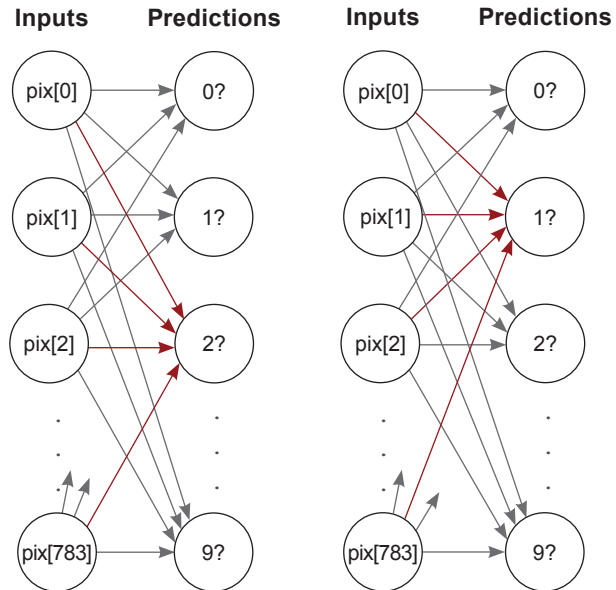 Inputs Predictions
pix[0] 0?
pix[1] 1?
pix[2] 2?
pix[783] 9?
Inputs Predictions
pix[0] 0?
pix[1] 1?
pix[2] 2?
pix[783] 9?